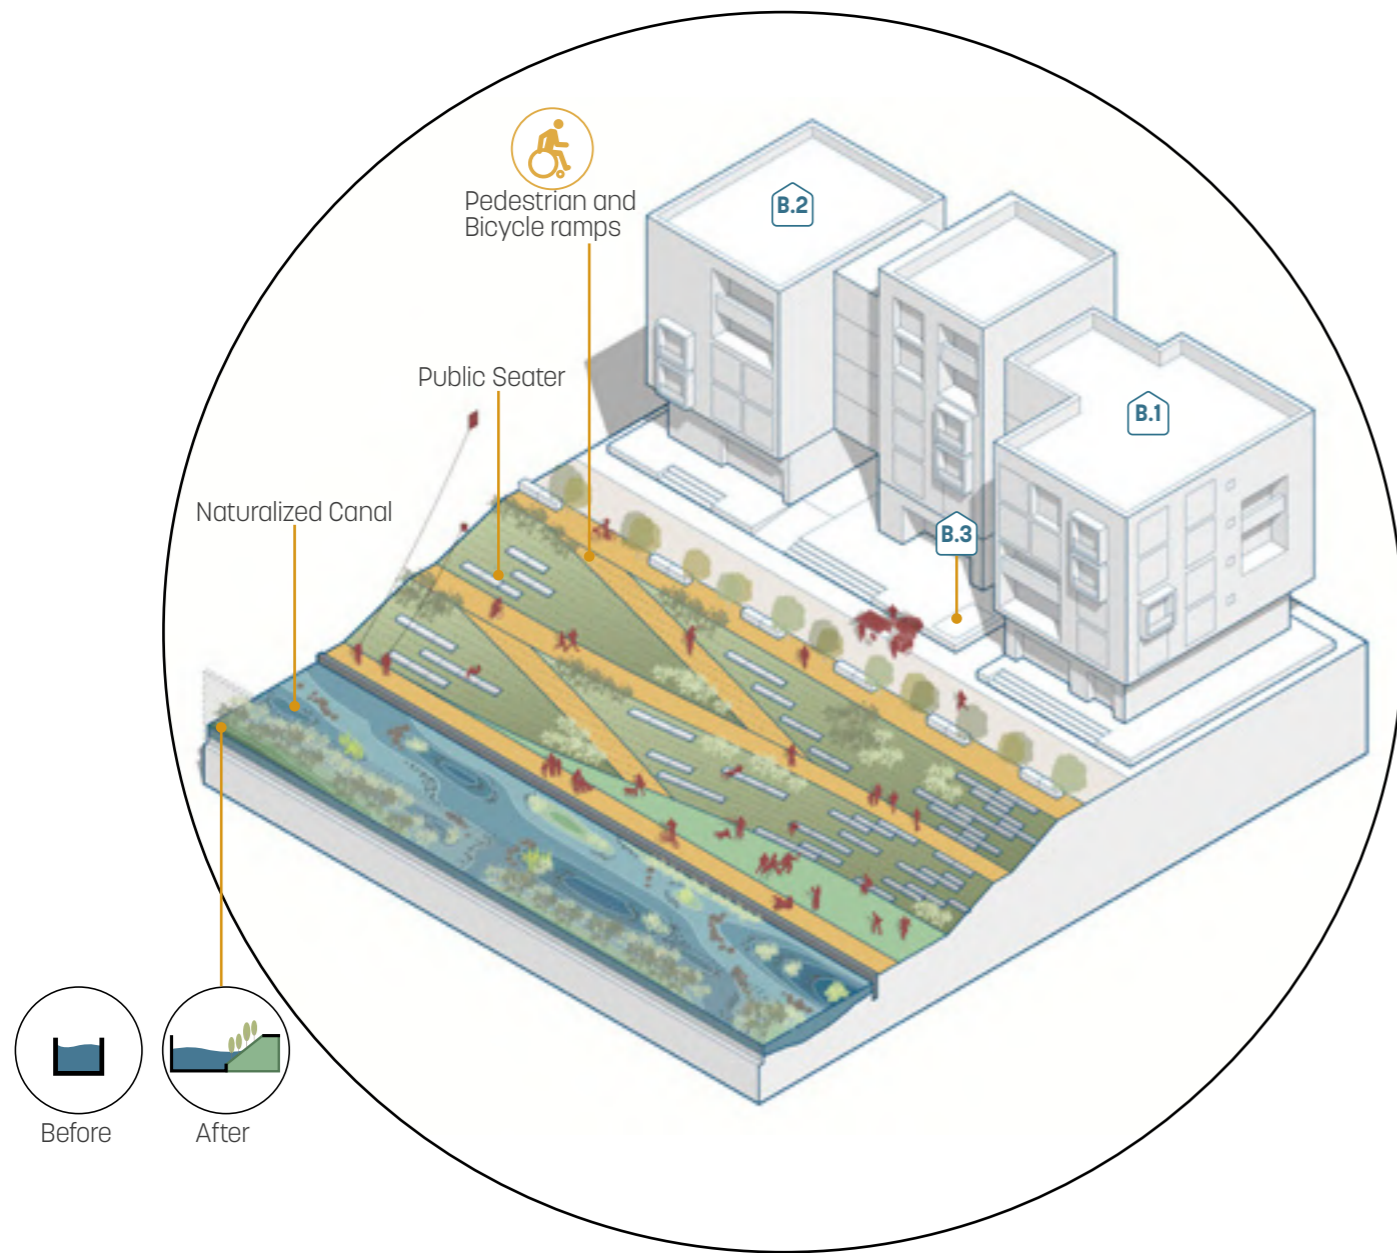 Pedestrian and
Bicycle ramps
B.2
Public Seater
B.1
Naturalized Canal
B.3
Before
After